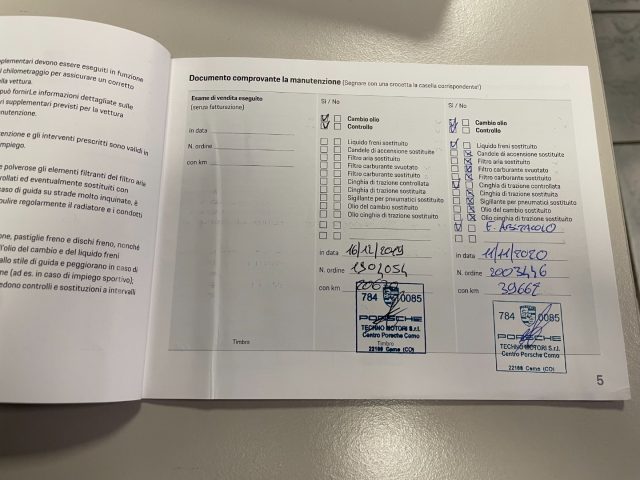 pplementari devono essere eseguiti in funzione
l chilometraggio per assicurare un corretto
ella vettura.
può fornirLe informazioni dettagliate sulle
ri supplementari previsti per la vettura
anutenzione.
tenzione e gli interventi prescritti sono validi in
impiego.
e polverose gli elementi filtranti del filtro aria
rollati ed eventualmente sostituiti con
caso di guida su strade molto inquinate, è
pulire regolarmente il radiatore e i condotti
one, pastiglie freno e dischi freno, nonché
l'olio del cambio e del liquido freni
allo stile di guida e peggiorano in caso di
me (ad es. in caso di impiego sportivo);
edono controlli e sostituzioni a intervalli
Documento comprovante la manutenzione (Segnare con una crocetta la casella corrispondente!)
Esame di vendita eseguito
(senza fatturazione)
in data
N. ordine
con km
Timbro
Sì / No
Cambio olio
Controllo
Liquido freni sostituito
Candele di accensione sostituite
Filtro aria sostituito
Filtro carburante svuotato
Filtro carburante sostituito
Cinghia di trazione controllata
Cinghia di trazione sostituita
Sigillante per pneumatici sostituito
Olio del cambio sostituito
Olio cinghia di trazione sostituito
in data 16/12/2019
N. ordine 1904054
con km
784 0085
PORSCHE
TECHNO MOTORI S.r.l.
Centro Porsche Como
Timbro
22100 Como (CO)
Sì / No
Cambio olio
Controllo
Liquido freni sostituito
Candele di accensione sostituite
Filtro aria sostituito
Filtro carburante svuotato
Filtro carburante sostituito
Cinghia di trazione controllata
Cinghia di trazione sostituita
Sigillante per pneumatici sostituito
Olio del cambio sostituito
Olio cinghia di trazione sostituito
in data 11/11/2020
N. ordine 2003446
con km 39662
784 0085
PORSCHE
TECHNO MOTORI S.r.l.
Centro Porsche Como
22100 Como (CO)
5